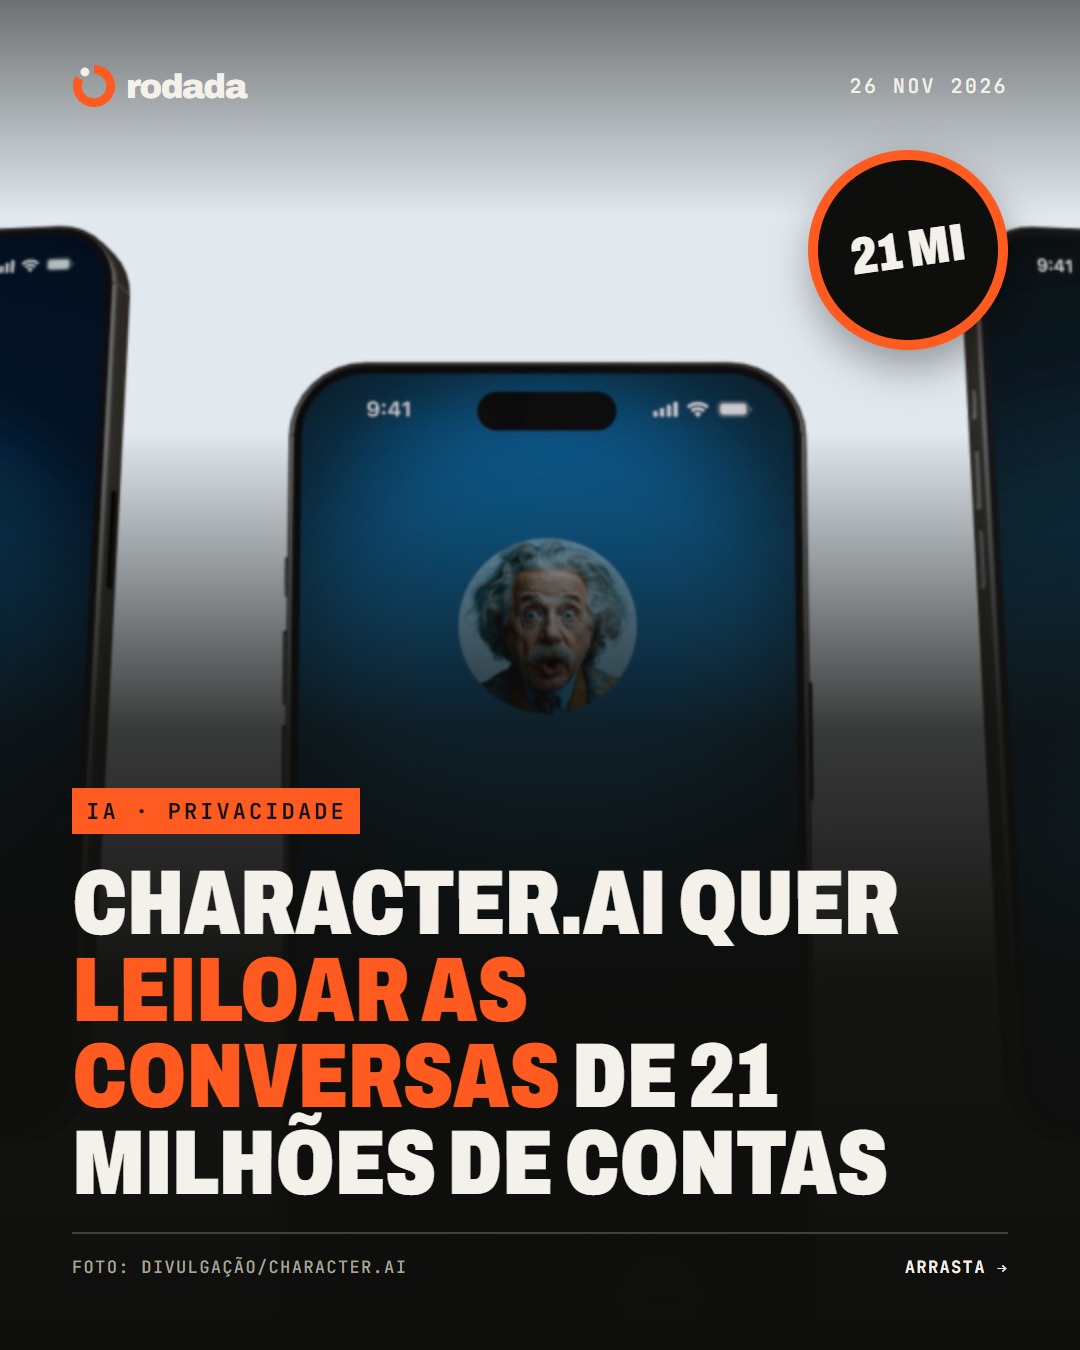 rodada
26 NOV 2026
21 MI
9:41
9:41
IA · PRIVACIDADE
CHARACTER.AI QUER
LEILOAR AS
CONVERSAS DE 21
MILHÕES DE CONTAS
FOTO: DIVULGAÇÃO/CHARACTER.AI
ARRASTA →